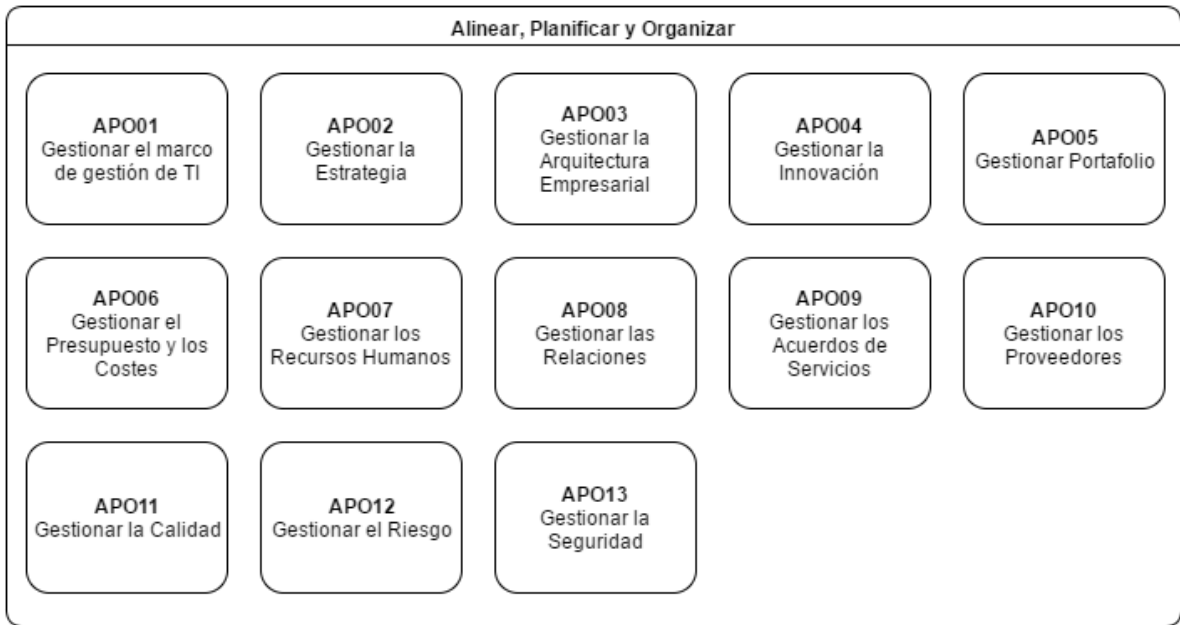 Alinear, Planificar y Organizar
APO01
Gestionar el marco
de gestión de TI
APO02
Gestionar la
Estrategia
APO03
Gestionar la
Arquitectura
Empresarial
APO04
Gestionar la
Innovación
APO05
Gestionar Portafolio
APO06
Gestionar el
Presupuesto y los
Costes
APO07
Gestionar los
Recursos Humanos
APO08
Gestionar las
Relaciones
APO09
Gestionar los
Acuerdos de
Servicios
APO10
Gestionar los
Proveedores
APO11
Gestionar la Calidad
APO12
Gestionar el Riesgo
APO13
Gestionar la
Seguridad